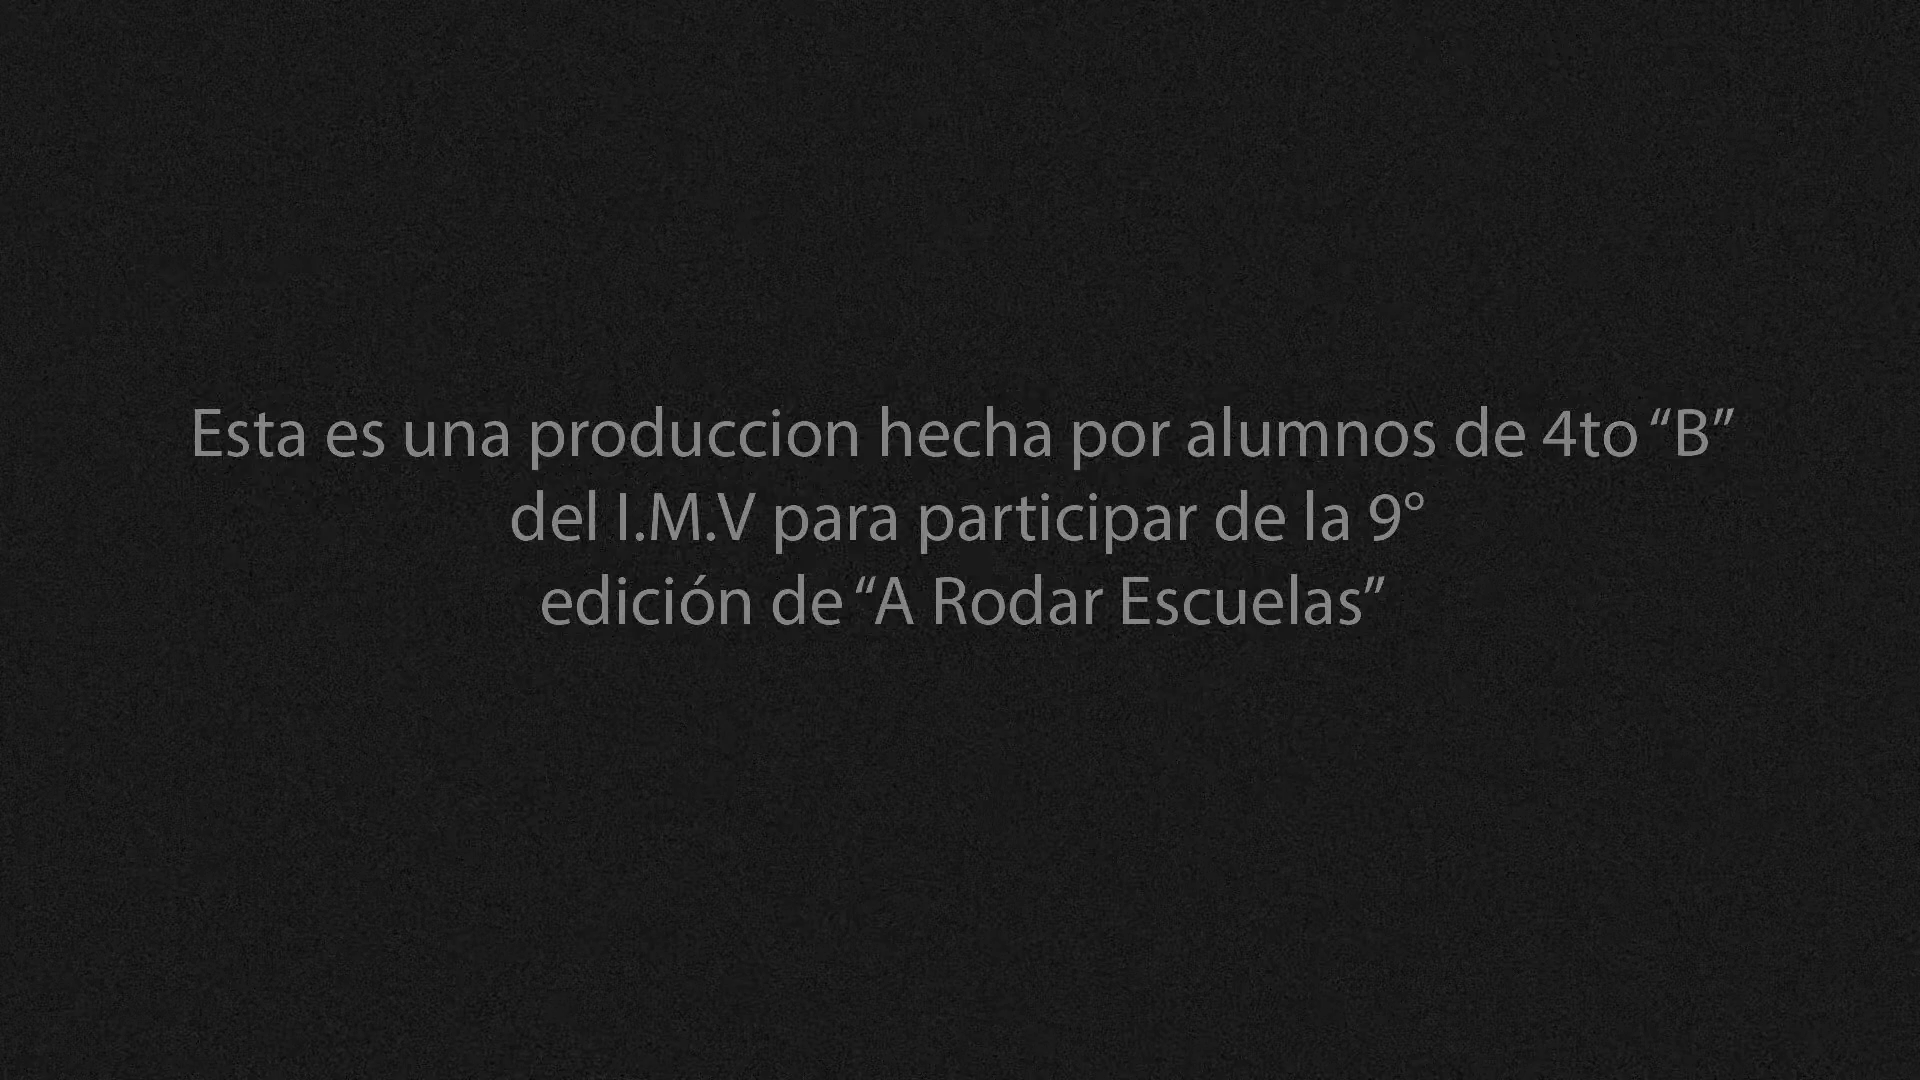 Esta es una produccion hecha por alumnos de 4to “B”
del I.M.V para participar de la 9°
edición de “A Rodar Escuelas”